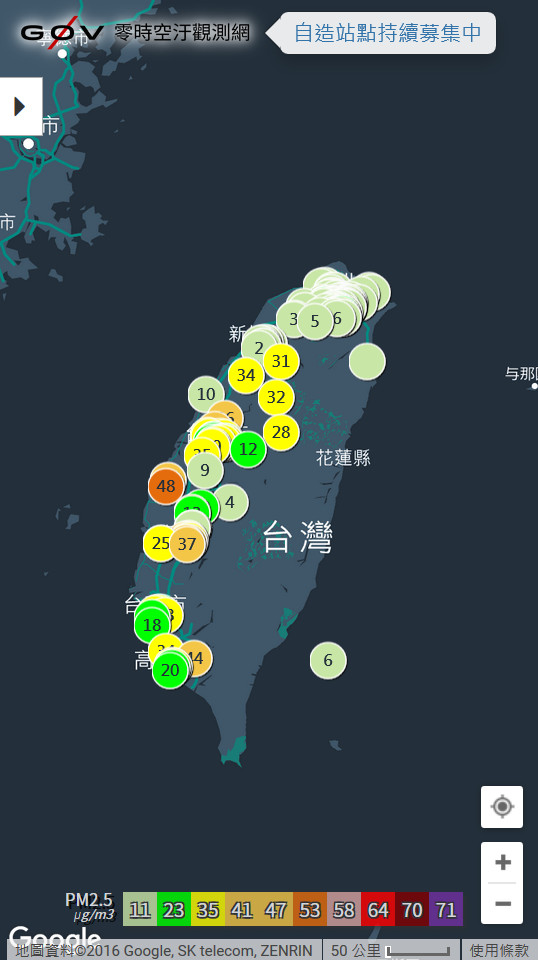 GØV 零時空汙觀測網
自造站點持續募集中
市
市
3
5
6
新
2
31
34
10
32
28
12
9
花蓮縣
与那
48
4
台灣
25
37
台
市
18
高
44
6
20
PM2.5
μg/m3
11 23 35 41 47 53 58 64 70 71
Google
地圖資料©2016 Google, SK telecom, ZENRIN
50 公里
使用條款